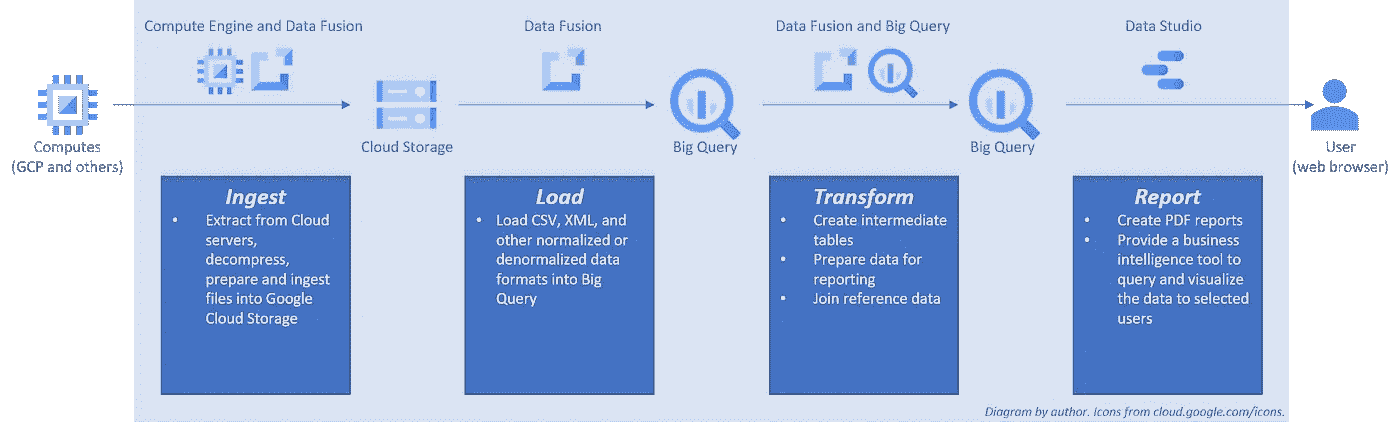 Compute Engine and Data Fusion
Data Fusion
Data Fusion and Big Query
Data Studio
Computes
(GCP and others)
Cloud Storage
Big Query
Big Query
User
(web browser)
Ingest
• Extract from Cloud
servers,
decompress,
prepare and ingest
files into Google
Cloud Storage
Load
• Load CSV, XML, and
other normalized or
denormalized data
formats into Big
Query
Transform
• Create intermediate
tables
• Prepare data for
reporting
• Join reference data
Report
• Create PDF reports
• Provide a business
intelligence tool to
query and visualize
the data to selected
users
Diagram by author. Icons from cloud.google.com/icons.